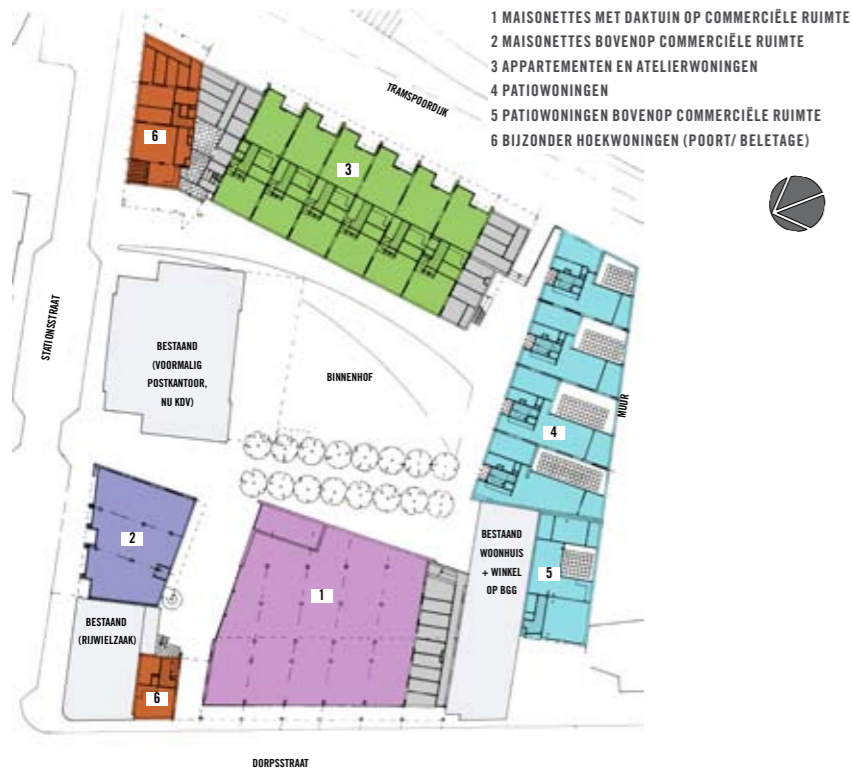 1 MAISONETTES MET DAKTUIN OP COMMERCIËLE RUIMTE
2 MAISONETTES BOVENOP COMMERCIËLE RUIMTE
3 APPARTEMENTEN EN ATELIERWONINGEN
4 PATIOWONINGEN
5 PATIOWONINGEN BOVENOP COMMERCIËLE RUIMTE
6 BIJZONDER HOEKWONINGEN (POORT/ BELETAGE)
TRAMSPOORDIJK
6
3
STATIONSSTRAAT
BESTAAND
(VOORMALIG
POSTKANTOOR,
NU KDV)
BINNENHOF
MUUR
4
2
1
BESTAAND
WOONHUIS
+ WINKEL
OP BGG
5
BESTAAND
(RIJWIELZAAK)
6
DORPSSTRAAT